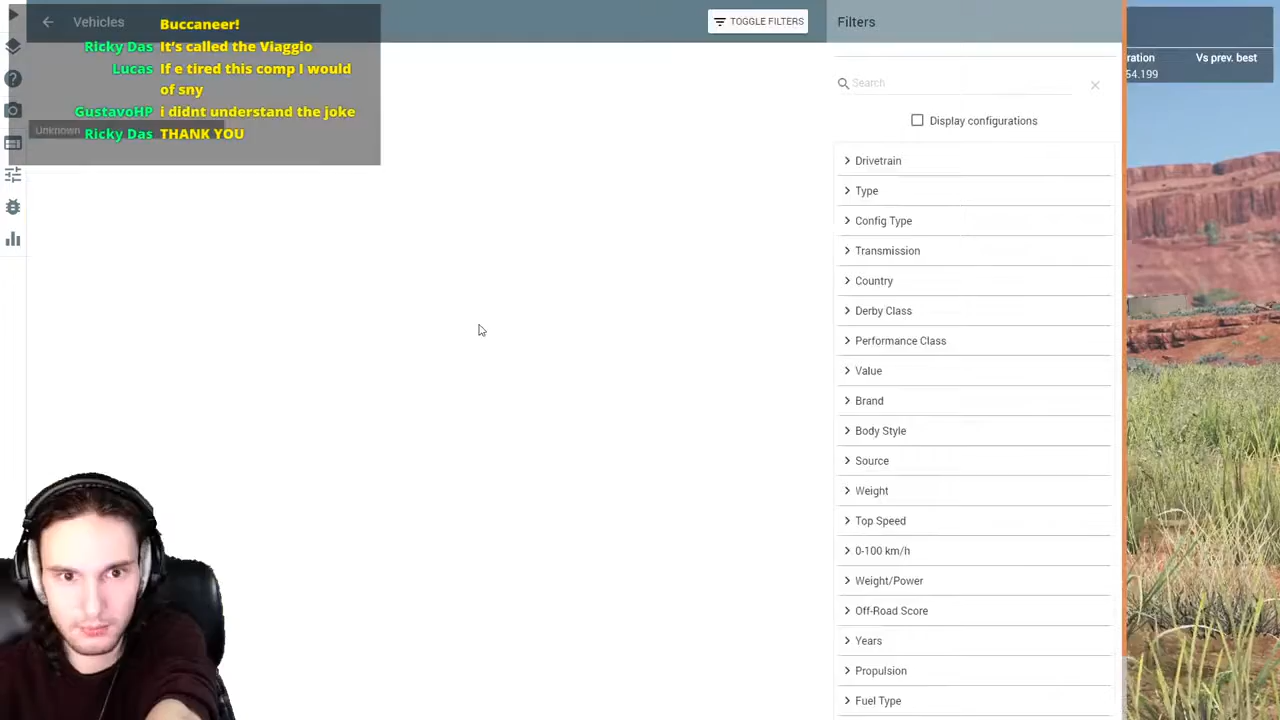 Vehicles
TOGGLE FILTERS
Filters
Buccaneer!
Ricky Das It's called the Viaggio
Lucas If e tired this comp I would
of sny
GustavoHP i didnt understand the joke
Ricky Das THANK YOU
Unknown
Search
Display configurations
Drivetrain
Type
Config Type
Transmission
Country
Derby Class
Performance Class
Value
Brand
Body Style
Source
Weight
Top Speed
0-100 km/h
Weight/Power
Off-Road Score
Years
Propulsion
Fuel Type
ration Vs prev. best
54.199